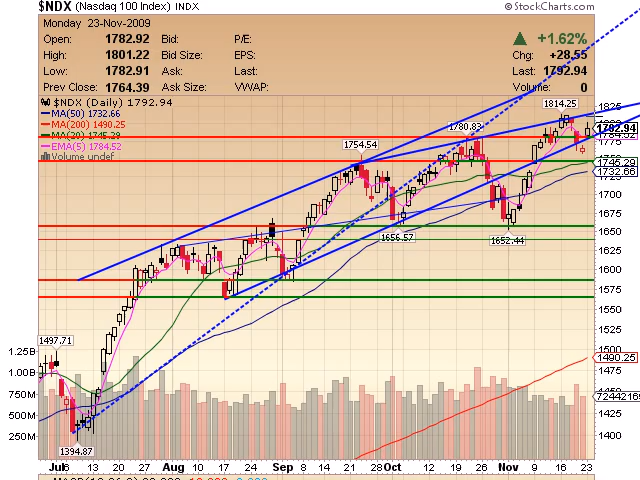 $NDX (Nasdaq 100 Index) INDX
© StockCharts.com
Monday 23-Nov-2009
Open: 1782.91 Bid: P/E: +1.62%
High: 1801.22 Bid Size: EPS: Chg: +28.55
Low: 1782.91 Ask: Last: Last: 1792.94
Prev Close: 1764.39 Ask Size: VWAP: Volume: 0
$NDX (Daily) 1792.94
MA(50) 1732.66
MA(200) 1490.25
MA(20) 1745.29
EMA(5) 1784.52
Volume undef
1814.25
1780.83
1754.54
1656.57
1652.44
1497.71
1394.87
1825
1792.94
1775
1745.29
1732.66
1700
1675
1650
1625
1600
1575
1550
1525
1500
1490.25
1475
1450
72442169
1425
1400
1.25B
1.00B
750M
500M
250M
Jul 6 13 20 27 Aug 10 17 24 Sep 8 14 21 28 Oct 12 19 26 Nov 9 16 23